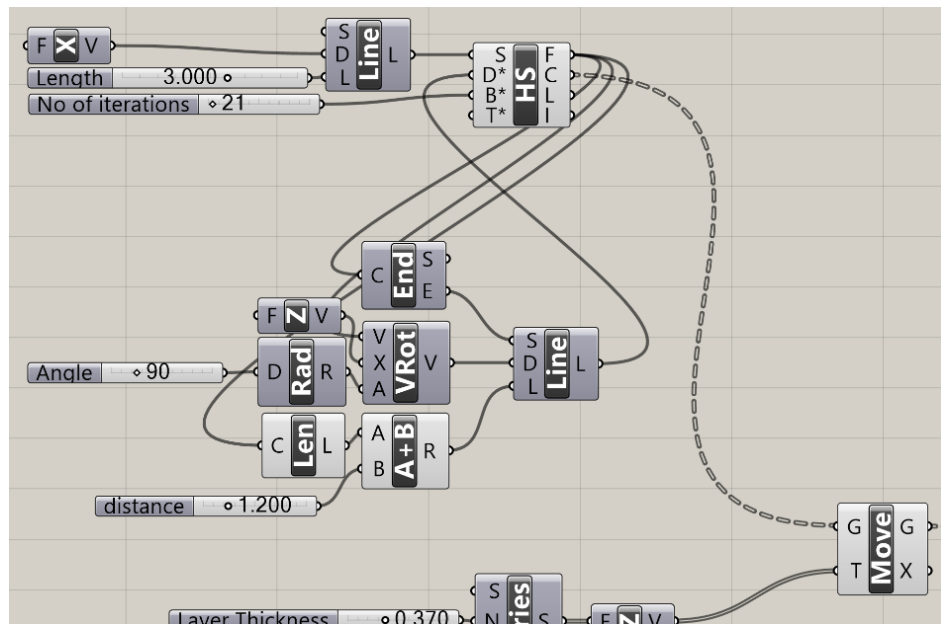 F X V
S
D Line L
L
Length 3.000
No of iterations 21
S F
D* C
HS
B* L
T* I
C End S
E
F Z V
V
X VRot V
A
Angle 90
D Rad R
S
D Line L
L
C Len L
A
A+B R
B
distance 1.200
G Move G
T X
S
N S
Layer Thickness 0.370
F Z V